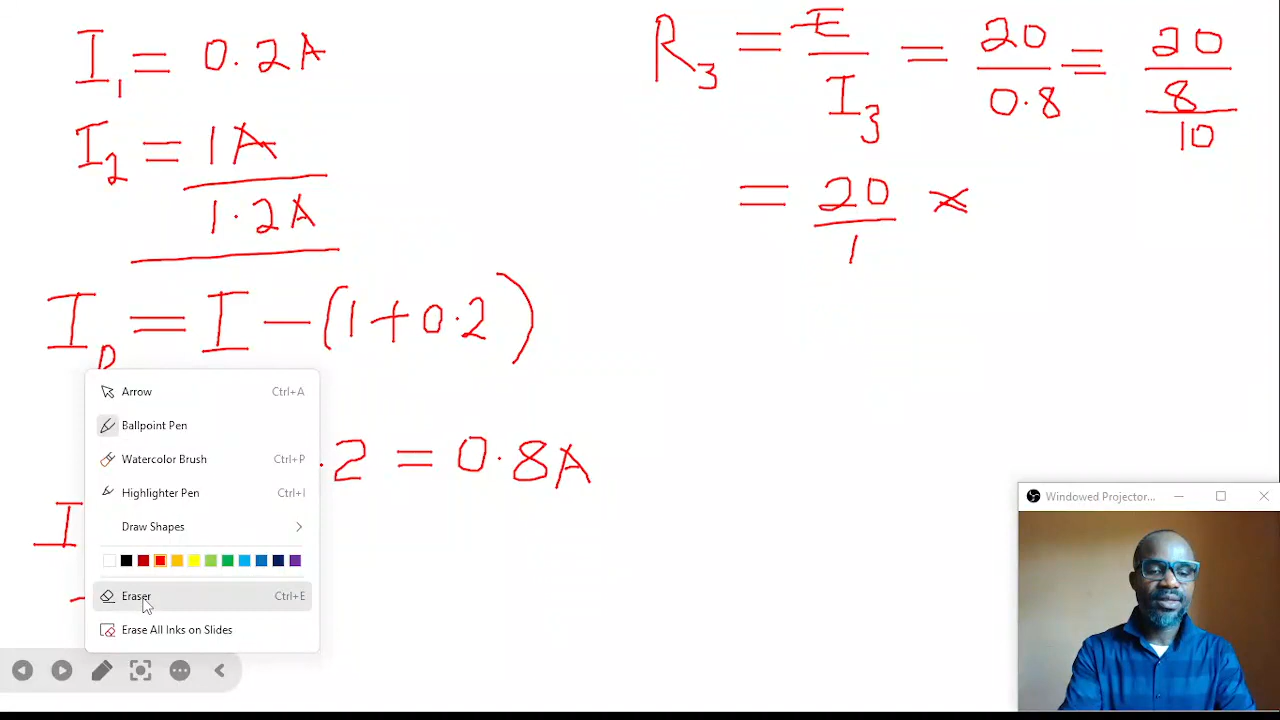 I₁ = 0.2A
I₂ = 1A
1.2A
I = I - (1+0.2)
.2 = 0.8A
I
R₃ = E/I₃ = 20/0.8 = 20/(8/10)
= 20/1 ×
Arrow Ctrl+A
Ballpoint Pen
Watercolor Brush Ctrl+P
Highlighter Pen Ctrl+I
Draw Shapes
Eraser Ctrl+E
Erase All Inks on Slides
Windowed Projector...